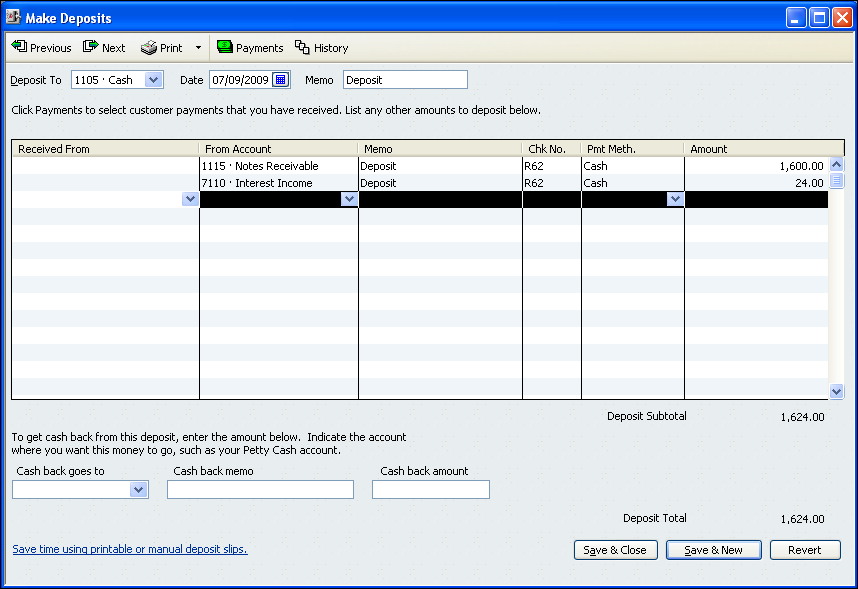 Make Deposits
Previous Next Print Payments History
Deposit To 1105 · Cash Date 07/09/2009 Memo Deposit
Click Payments to select customer payments that you have received. List any other amounts to deposit below.
Received From From Account Memo Chk No. Pmt Meth. Amount
1115 · Notes Receivable Deposit R62 Cash 1,600.00
7110 · Interest Income Deposit R62 Cash 24.00
Deposit Subtotal 1,624.00
To get cash back from this deposit, enter the amount below. Indicate the account
where you want this money to go, such as your Petty Cash account.
Cash back goes to Cash back memo Cash back amount
Deposit Total 1,624.00
Save time using printable or manual deposit slips.
Save & Close Save & New Revert